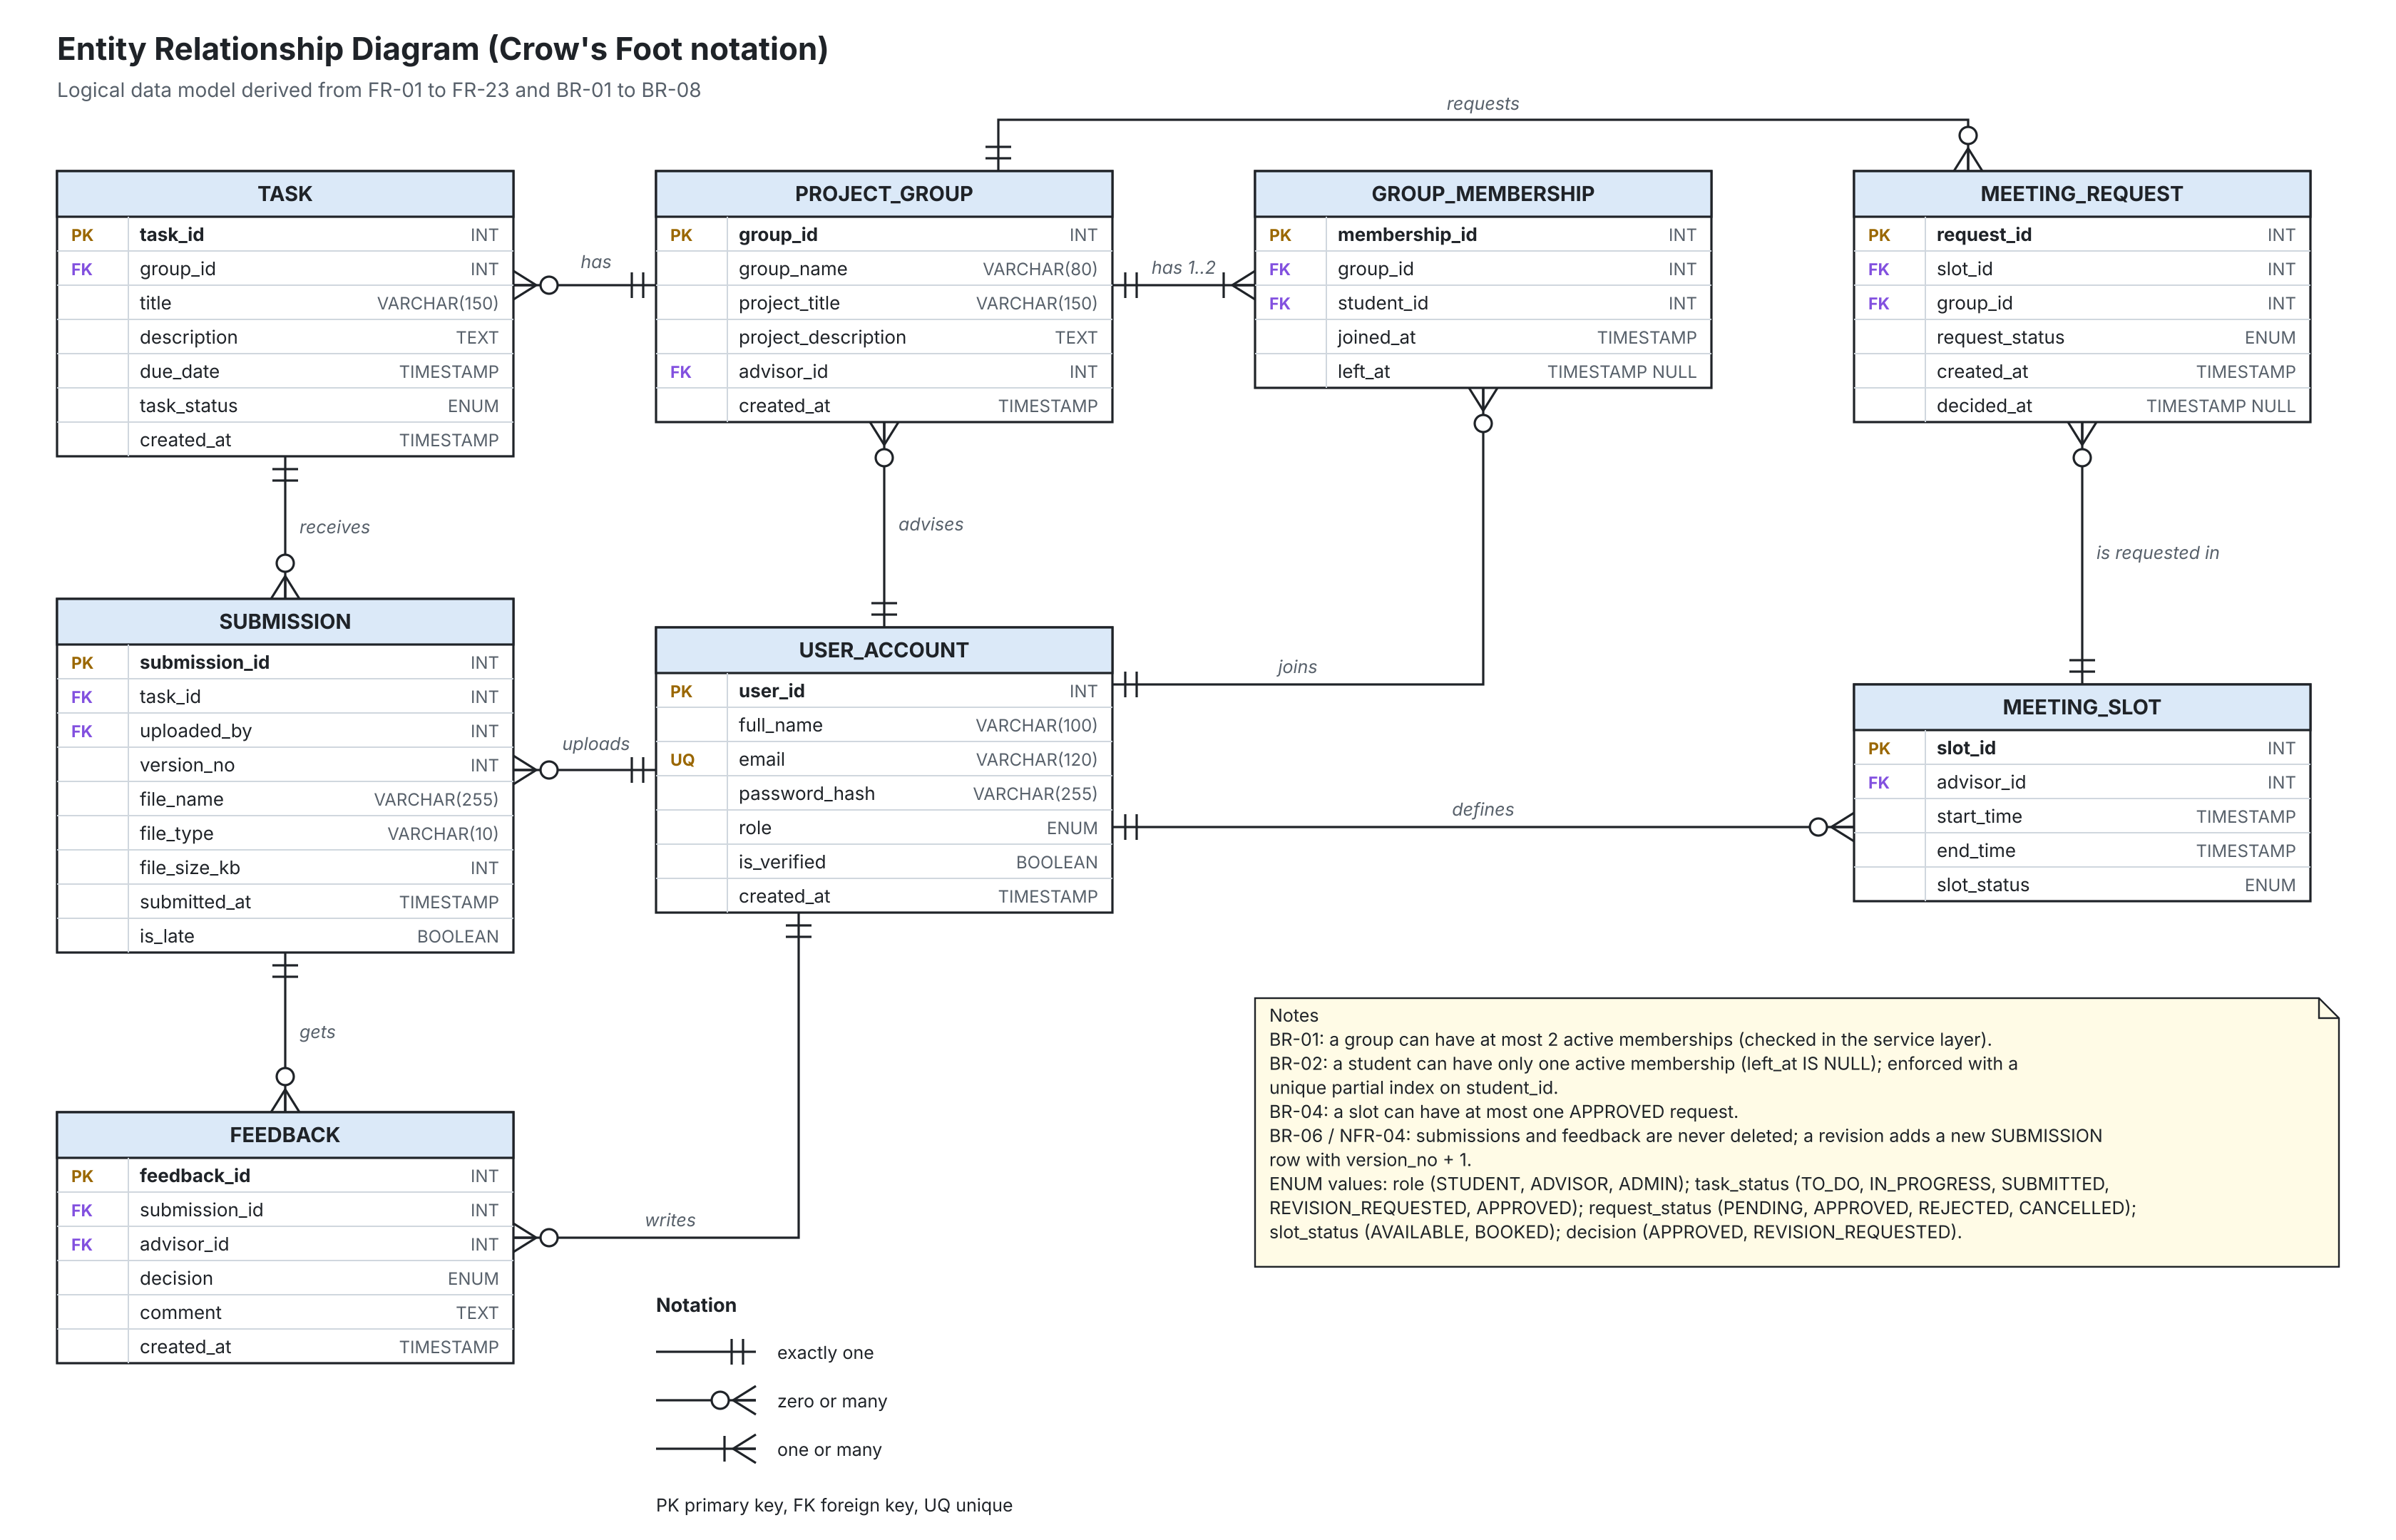 Entity Relationship Diagram (Crow's Foot notation)
Logical data model derived from FR-01 to FR-23 and BR-01 to BR-08
requests
TASK
PK task_id INT
FK group_id INT
title VARCHAR(150)
description TEXT
due_date TIMESTAMP
task_status ENUM
created_at TIMESTAMP
has
PROJECT_GROUP
PK group_id INT
group_name VARCHAR(80)
project_title VARCHAR(150)
project_description TEXT
FK advisor_id INT
created_at TIMESTAMP
has 1..2
GROUP_MEMBERSHIP
PK membership_id INT
FK group_id INT
FK student_id INT
joined_at TIMESTAMP
left_at TIMESTAMP NULL
MEETING_REQUEST
PK request_id INT
FK slot_id INT
FK group_id INT
request_status ENUM
created_at TIMESTAMP
decided_at TIMESTAMP NULL
receives
advises
is requested in
SUBMISSION
PK submission_id INT
FK task_id INT
FK uploaded_by INT
version_no INT
file_name VARCHAR(255)
file_type VARCHAR(10)
file_size_kb INT
submitted_at TIMESTAMP
is_late BOOLEAN
uploads
USER_ACCOUNT
PK user_id INT
full_name VARCHAR(100)
UQ email VARCHAR(120)
password_hash VARCHAR(255)
role ENUM
is_verified BOOLEAN
created_at TIMESTAMP
joins
defines
MEETING_SLOT
PK slot_id INT
FK advisor_id INT
start_time TIMESTAMP
end_time TIMESTAMP
slot_status ENUM
gets
FEEDBACK
PK feedback_id INT
FK submission_id INT
FK advisor_id INT
decision ENUM
comment TEXT
created_at TIMESTAMP
writes
Notes
BR-01: a group can have at most 2 active memberships (checked in the service layer).
BR-02: a student can have only one active membership (left_at IS NULL); enforced with a
unique partial index on student_id.
BR-04: a slot can have at most one APPROVED request.
BR-06 / NFR-04: submissions and feedback are never deleted; a revision adds a new SUBMISSION
row with version_no + 1.
ENUM values: role (STUDENT, ADVISOR, ADMIN); task_status (TO_DO, IN_PROGRESS, SUBMITTED,
REVISION_REQUESTED, APPROVED); request_status (PENDING, APPROVED, REJECTED, CANCELLED);
slot_status (AVAILABLE, BOOKED); decision (APPROVED, REVISION_REQUESTED).
Notation
exactly one
zero or many
one or many
PK primary key, FK foreign key, UQ unique